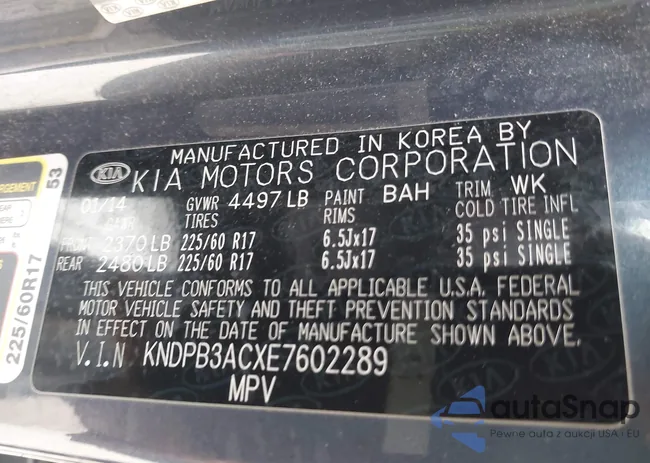 MANUFACTURED IN KOREA BY
KIA KIA MOTORS CORPORATION
01/14 GVWR 4497 LB PAINT BAH TRIM WK
GAWR TIRES RIMS COLD TIRE INFL
FRONT 2370 LB 225/60 R17 6.5Jx17 35 psi SINGLE
REAR 2480 LB 225/60 R17 6.5Jx17 35 psi SINGLE
THIS VEHICLE CONFORMS TO ALL APPLICABLE U.S.A. FEDERAL
MOTOR VEHICLE SAFETY AND THEFT PREVENTION STANDARDS
IN EFFECT ON THE DATE OF MANUFACTURE SHOWN ABOVE.
V.I.N KNDPB3ACXE7602289
MPV
225/60R17 53
autoSnap
Pewne auta z aukcji USA • EU